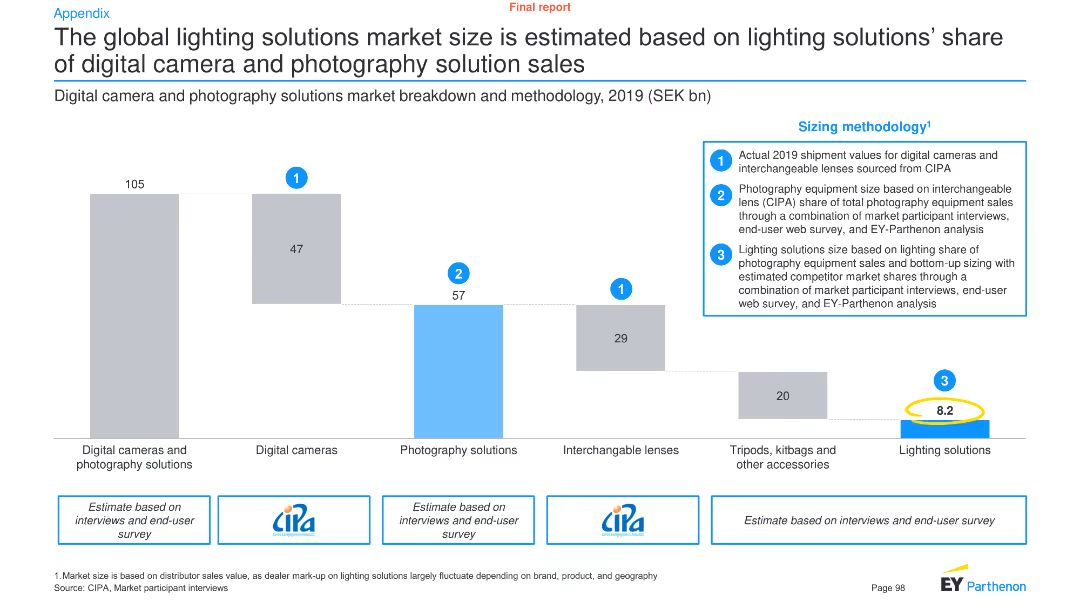 Final report
Appendix
The global lighting solutions market size is estimated based on lighting solutions’ share
of digital camera and photography solution sales
Digital camera and photography solutions market breakdown and methodology, 2019 (SEK bn)
Sizing methodology¹
1 Actual 2019 shipment values for digital cameras and
interchangeable lenses sourced from CIPA
2 Photography equipment size based on interchangeable
lens (CIPA) share of total photography equipment sales
through a combination of market participant interviews,
end-user web survey, and EY-Parthenon analysis
3 Lighting solutions size based on lighting share of
photography equipment sales and bottom-up sizing with
estimated competitor market shares through a
combination of market participant interviews, end-user
web survey, and EY-Parthenon analysis
105
1
47
2
57
1
29
20
3
8.2
Digital cameras and
photography solutions
Digital cameras
Photography solutions
Interchangable lenses
Tripods, kitbags and
other accessories
Lighting solutions
Estimate based on
interviews and end-user
survey
CIPA
Estimate based on
interviews and end-user
survey
CIPA
Estimate based on interviews and end-user survey
1.Market size is based on distributor sales value, as dealer mark-up on lighting solutions largely fluctuate depending on brand, product, and geography
Source: CIPA, Market participant interviews
Page 98
EY Parthenon